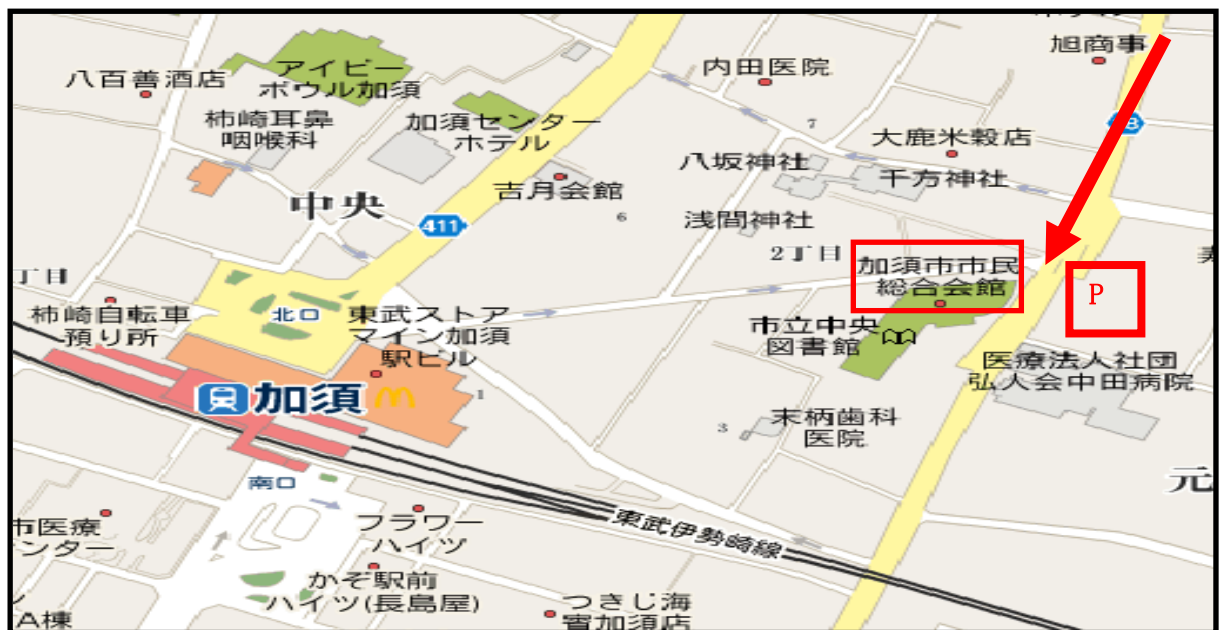 旭商事
内田医院
八百善酒店
アイビー
ボウル加須
柿崎耳鼻
咽喉科
加須センター
ホテル
7
大鹿米穀店
八坂神社
千方神社
吉月会館
中央
6
浅間神社
411
2丁目
加須市市民
総合会館
P
丁目
柿崎自転車
預り所
北口
東武ストア
マイン加須
駅ビル
市立中央
図書館
医療法人社団
弘人会中田病院
加須
1
3
末柄歯科
医院
元
南口
東武伊勢崎線
市医療
ンター
フラワー
ハイツ
かぞ駅前
ハイツ(長島屋)
つきじ海
賓加須店
A棟